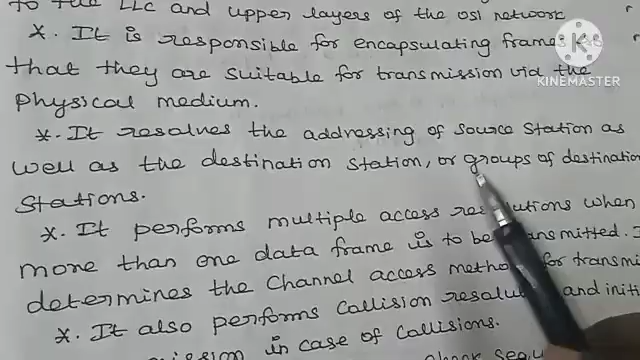 to the LLC and upper layers of the OSI network
*. It is responsible for encapsulating frames
that they are suitable for transmission via the
physical medium.
*. It resolves the addressing of source station as
well as the destination station, or groups of destination
stations.
*. It performs multiple access resolutions when
more than one data frame is to be transmitted. I
determines the channel access method for transmi
*. It also performs collision resolu and initi
ission in case of collisions.
KINEMASTER